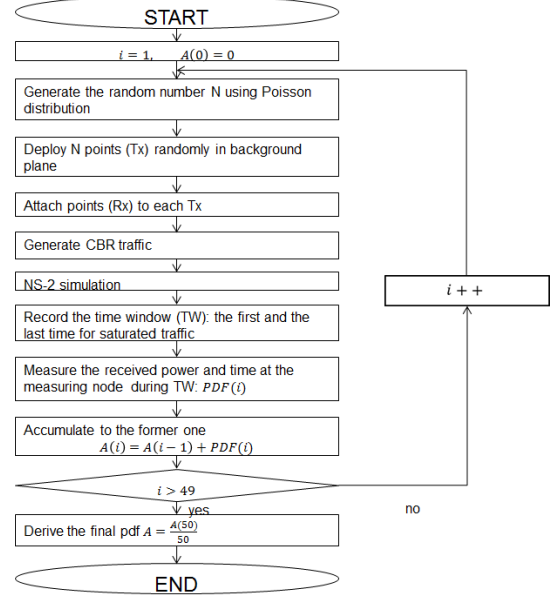 START
i = 1,     A(0) = 0
Generate the random number N using Poisson
distribution
Deploy N points (Tx) randomly in background
plane
Attach points (Rx) to each Tx
Generate CBR traffic
NS-2 simulation
i + +
Record the time window (TW): the first and the
last time for saturated traffic
Measure the received power and time at the
measuring node during TW: PDF(i)
Accumulate to the former one
A(i) = A(i − 1) + PDF(i)
i > 49
yes
no
Derive the final pdf A = A(50)/50
END